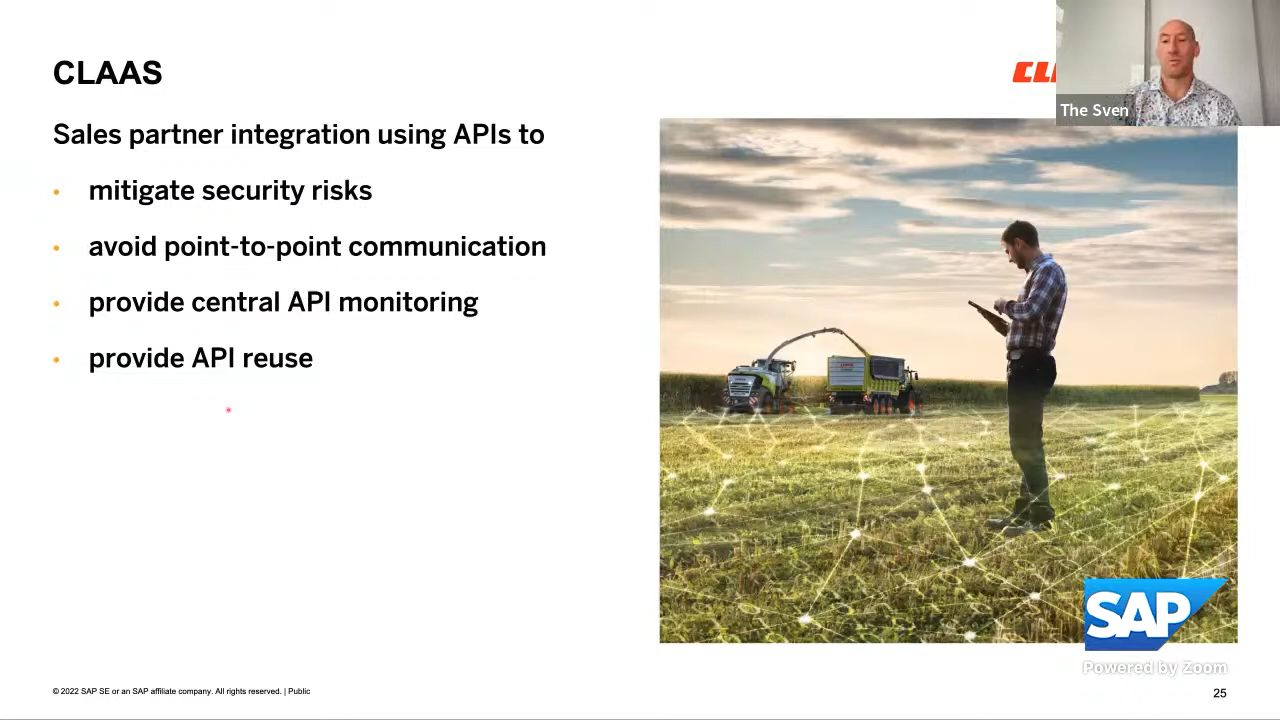 CLAAS
The Sven
Sales partner integration using APIs to
mitigate security risks
avoid point-to-point communication
provide central API monitoring
provide API reuse
SAP
Powered by Zoom
© 2022 SAP SE or an SAP affiliate company. All rights reserved. | Public
25